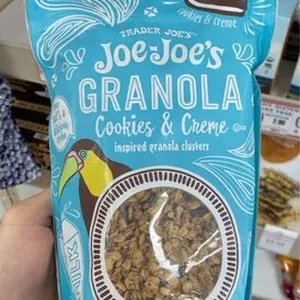 cookies & creme
TRADER JOE'S
JOE-JOE'S
GRANOLA
Cookies & Creme
inspired granola clusters